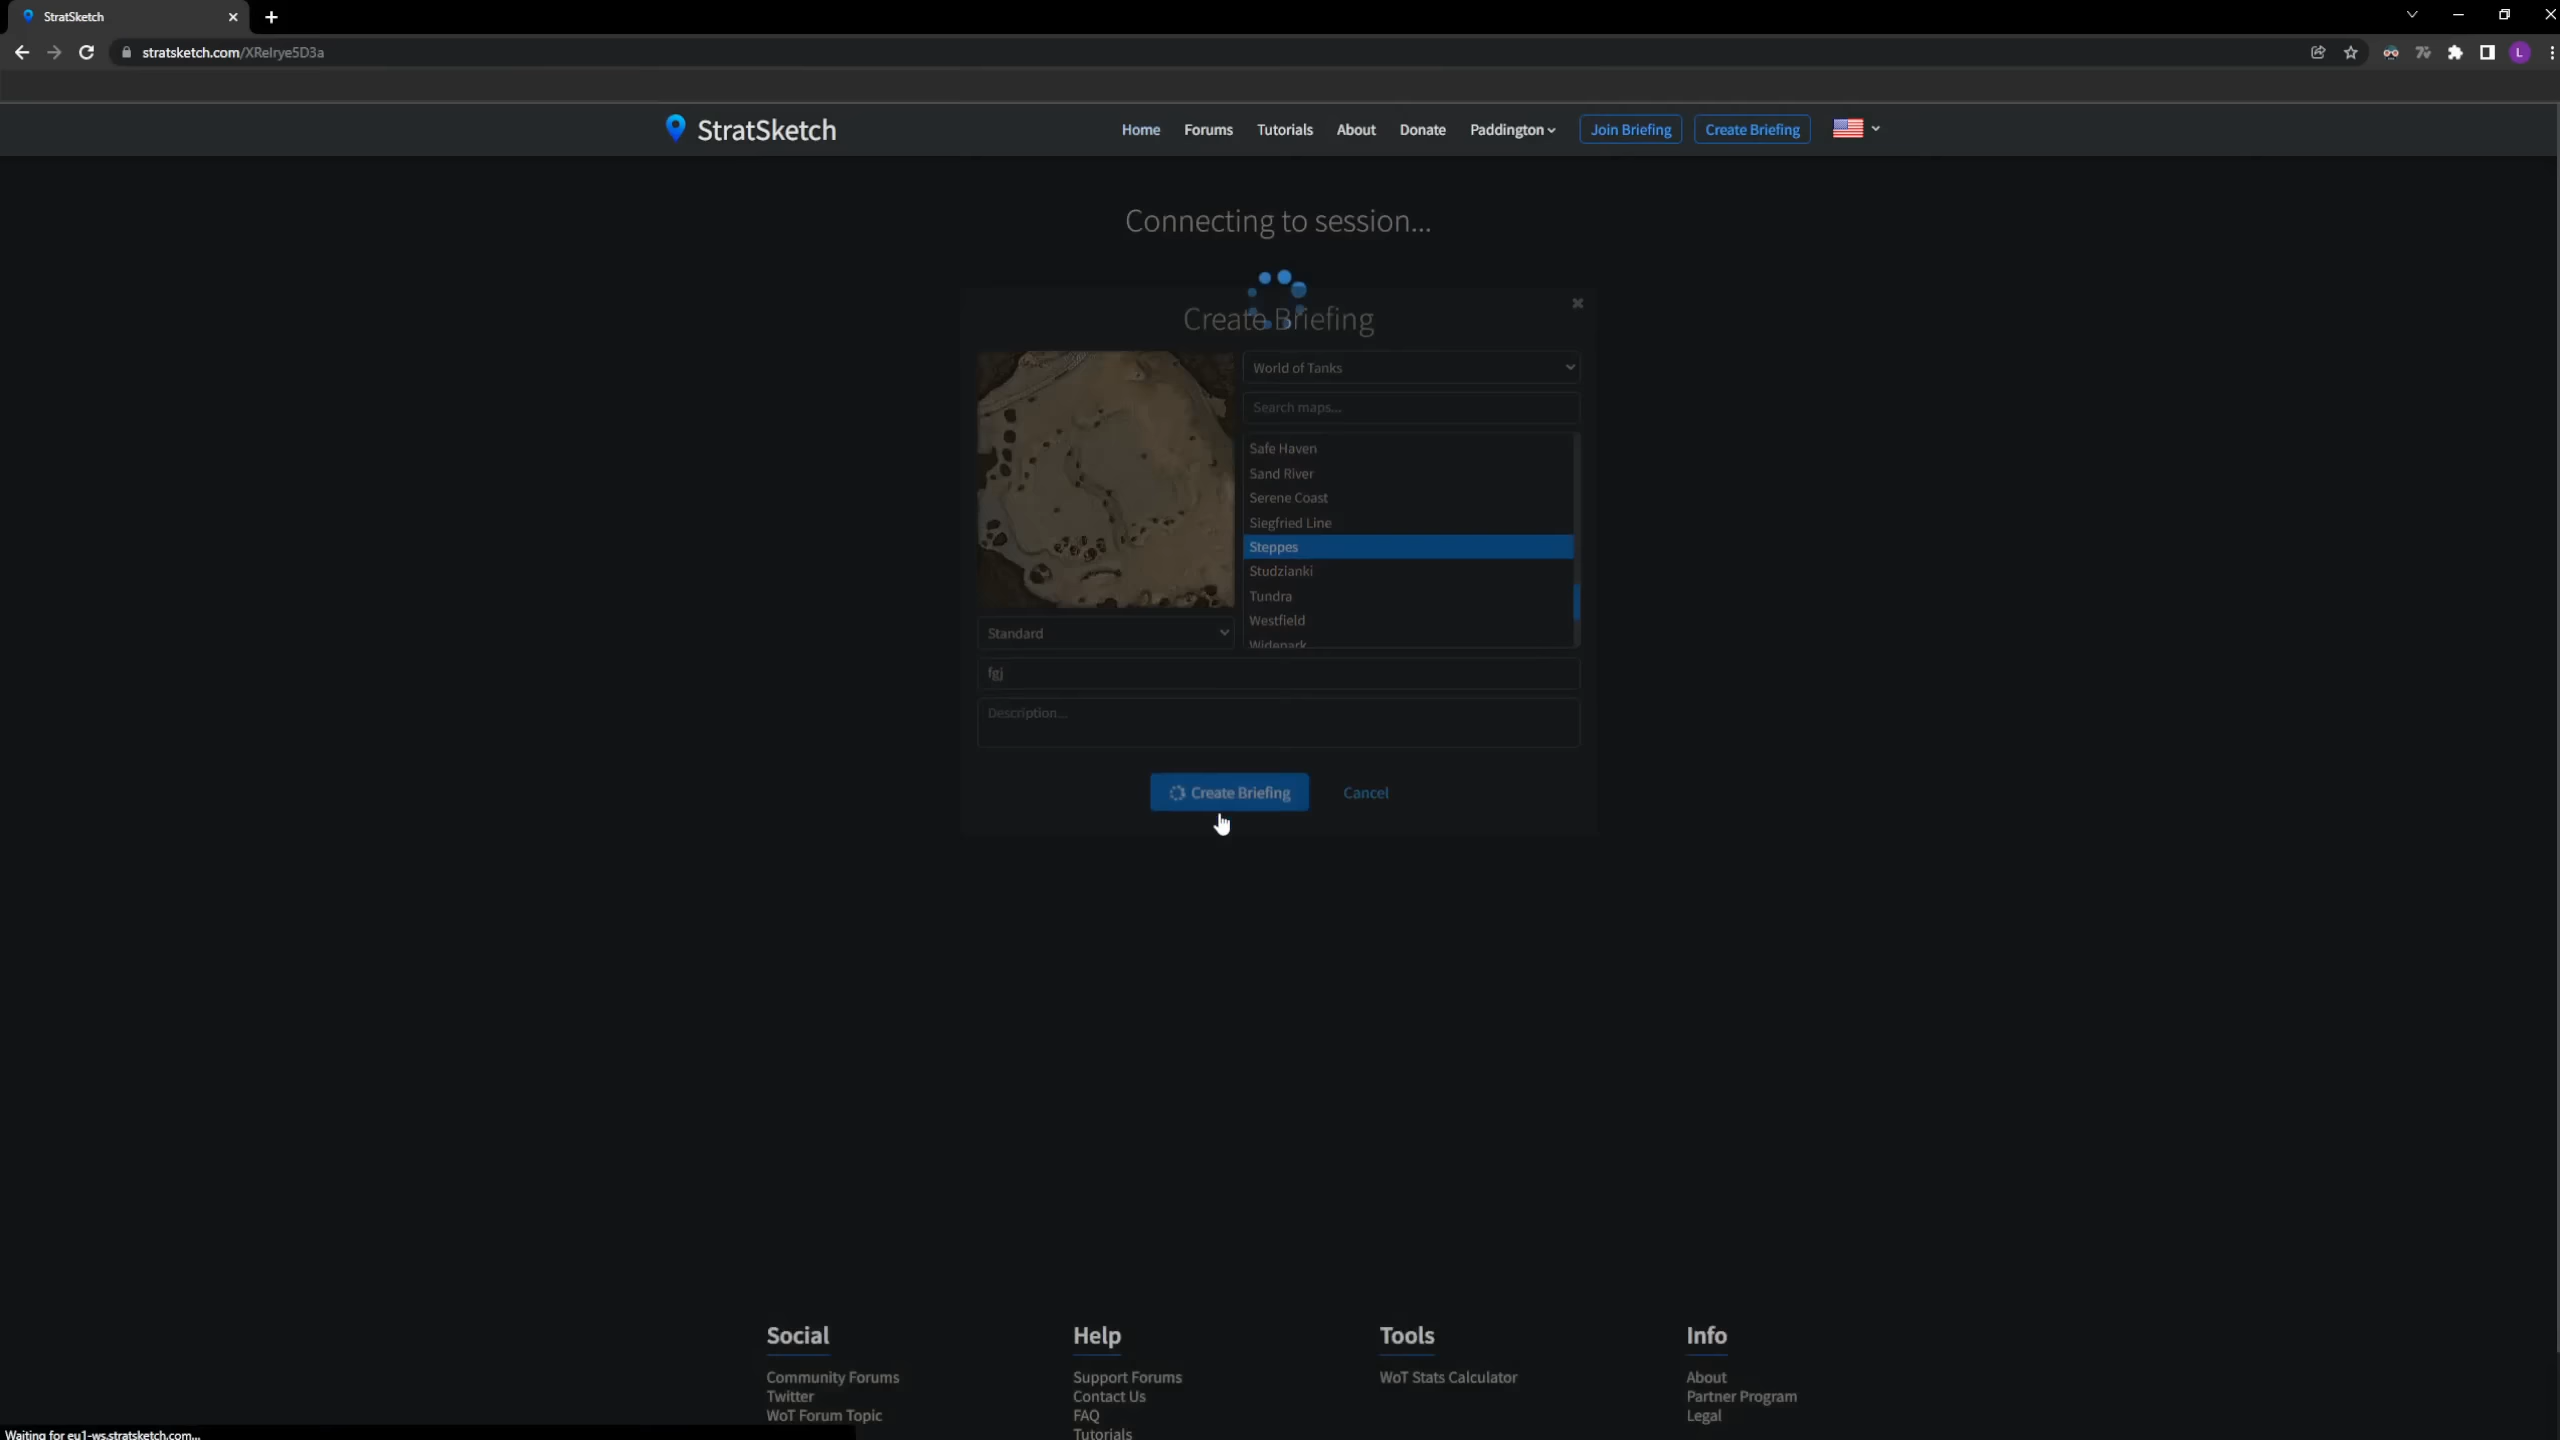 StratSketch
stratsketch.com/XRelrye5D3a
L
StratSketch
Home
Forums
Tutorials
About
Donate
Paddington
Join Briefing
Create Briefing
Connecting to session...
Create Briefing
World of Tanks
Search maps...
Safe Haven
Sand River
Serene Coast
Siegfried Line
Steppes
Studzianki
Tundra
Westfield
Widepark
Standard
fgj
Description...
Create Briefing
Cancel
Social
Community Forums
Twitter
WoT Forum Topic
Help
Support Forums
Contact Us
FAQ
Tutorials
Tools
WoT Stats Calculator
Info
About
Partner Program
Legal
Waiting for eu1-ws.stratsketch.com...